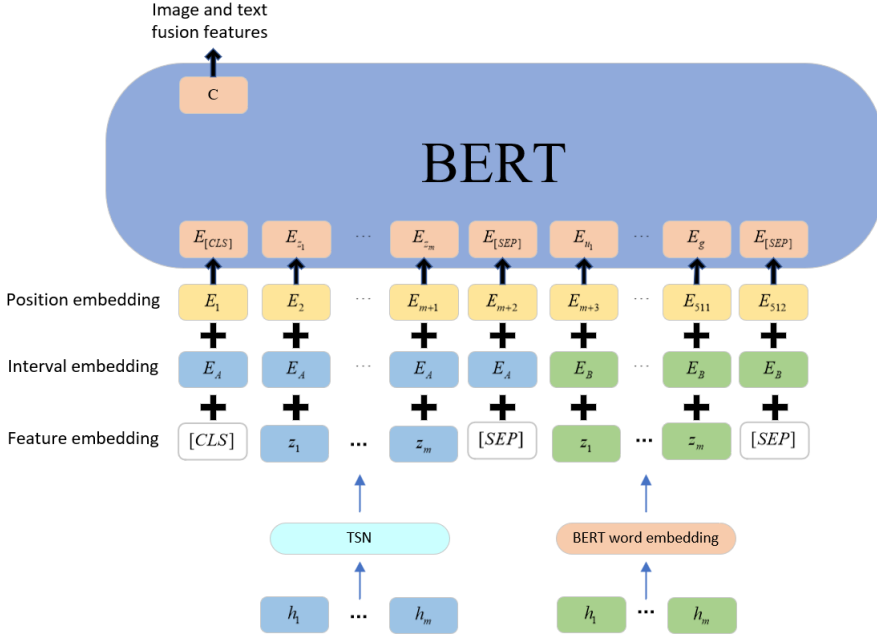 Image and text
fusion features
C
BERT
E[CLS] Ez1 ... Ezm E[SEP] Eu1 ... Eg E[SEP]
Position embedding E1 E2 ... Em+1 Em+2 Em+3 ... E511 E512
+ + + + + + +
Interval embedding EA EA ... EA EA EB ... EB EB
+ + + + + + +
Feature embedding [CLS] z1 ... zm [SEP] z1 ... zm [SEP]
TSN BERT word embedding
h1 ... hm h1 ... hm